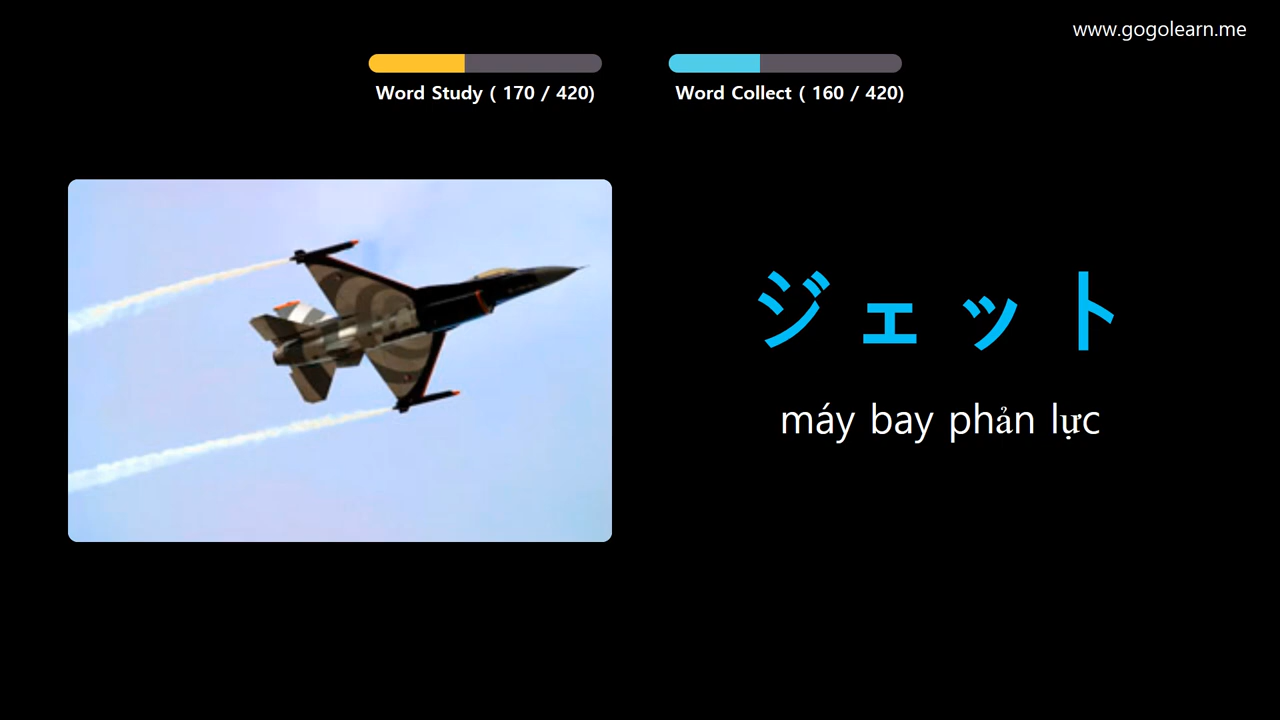 www.gogolearn.me
Word Study ( 170 / 420)
Word Collect ( 160 / 420)
ジェット
máy bay phản lực